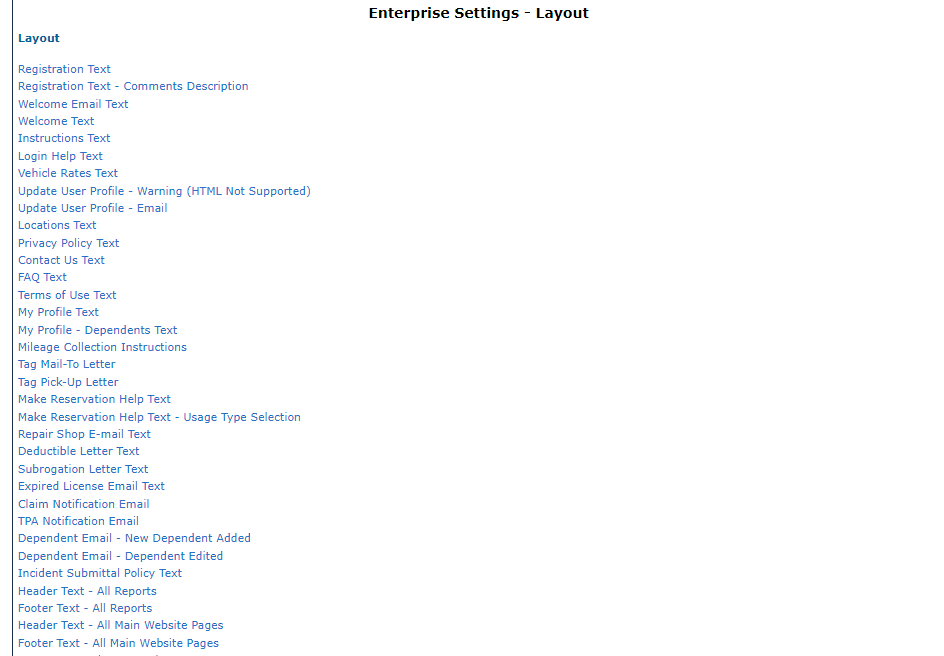 Enterprise Settings - Layout
Layout
Registration Text
Registration Text - Comments Description
Welcome Email Text
Welcome Text
Instructions Text
Login Help Text
Vehicle Rates Text
Update User Profile - Warning (HTML Not Supported)
Update User Profile - Email
Locations Text
Privacy Policy Text
Contact Us Text
FAQ Text
Terms of Use Text
My Profile Text
My Profile - Dependents Text
Mileage Collection Instructions
Tag Mail-To Letter
Tag Pick-Up Letter
Make Reservation Help Text
Make Reservation Help Text - Usage Type Selection
Repair Shop E-mail Text
Deductible Letter Text
Subrogation Letter Text
Expired License Email Text
Claim Notification Email
TPA Notification Email
Dependent Email - New Dependent Added
Dependent Email - Dependent Edited
Incident Submittal Policy Text
Header Text - All Reports
Footer Text - All Reports
Header Text - All Main Website Pages
Footer Text - All Main Website Pages